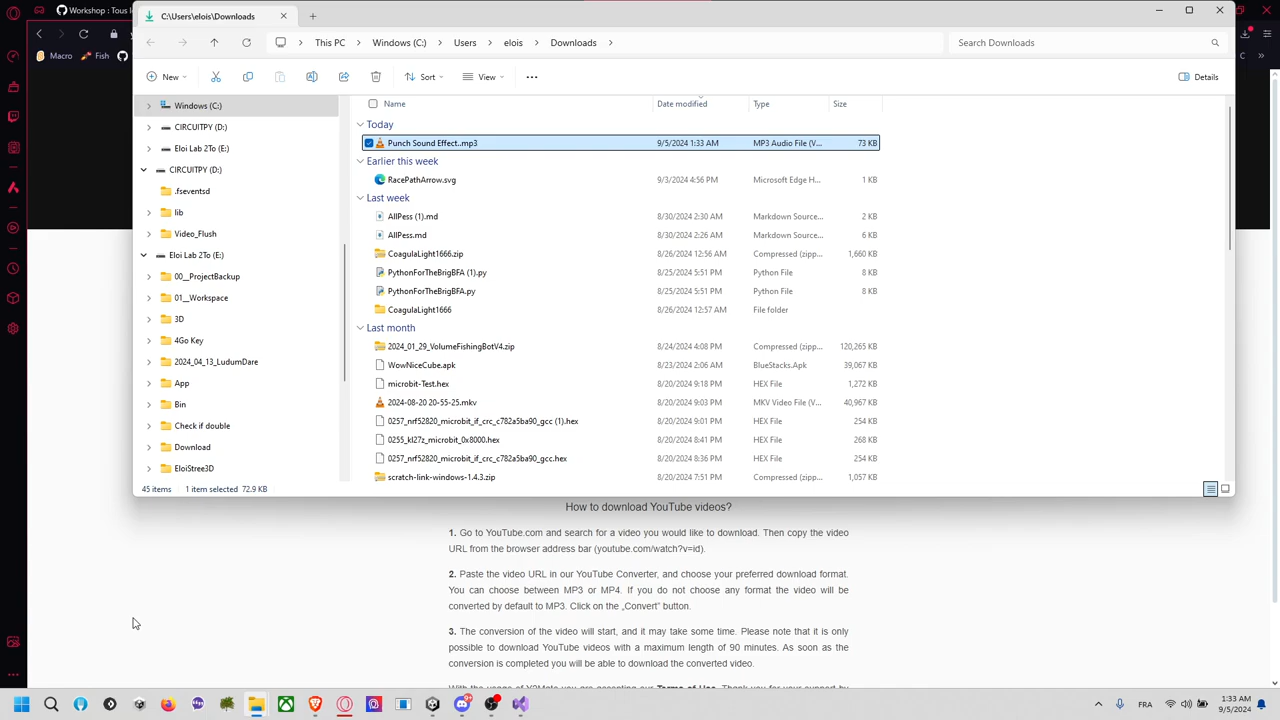 Workshop : Tous l
C:\Users\elois\Downloads
This PC > Windows (C:) > Users > elois > Downloads >
Search Downloads
Macro
Fish
New
Sort
View
Details
Name
Date modified
Type
Size
Windows (C:)
CIRCUITPY (D:)
Eloi Lab 2To (E:)
CIRCUITPY (D:)
.fseventsd
lib
Video_Flush
Eloi Lab 2To (E:)
00__ProjectBackup
01__Workspace
3D
4Go Key
2024_04_13_LudumDare
App
Bin
Check if double
Download
EloiStree3D
Today
Punch Sound Effect..mp3 9/5/2024 1:33 AM MP3 Audio File (V... 73 KB
Earlier this week
RacePathArrow.svg 9/3/2024 4:56 PM Microsoft Edge H... 1 KB
Last week
AllPess (1).md 8/30/2024 2:30 AM Markdown Source... 2 KB
AllPess.md 8/30/2024 2:26 AM Markdown Source... 6 KB
CoagulaLight1666.zip 8/26/2024 12:56 AM Compressed (zipp... 1,660 KB
PythonForTheBrigBFA (1).py 8/25/2024 5:51 PM Python File 8 KB
PythonForTheBrigBFA.py 8/25/2024 5:51 PM Python File 8 KB
CoagulaLight1666 8/26/2024 12:57 AM File folder
Last month
2024_01_29_VolumeFishingBotV4.zip 8/24/2024 4:08 PM Compressed (zipp... 120,265 KB
WowNiceCube.apk 8/23/2024 2:06 AM BlueStacks.Apk 39,067 KB
microbit-Test.hex 8/20/2024 9:18 PM HEX File 1,272 KB
2024-08-20 20-55-25.mkv 8/20/2024 9:03 PM MKV Video File (V... 40,967 KB
0257_nrf52820_microbit_if_crc_c782a5ba90_gcc (1).hex 8/20/2024 9:01 PM HEX File 254 KB
0255_kl27z_microbit_0x8000.hex 8/20/2024 8:41 PM HEX File 268 KB
0257_nrf52820_microbit_if_crc_c782a5ba90_gcc.hex 8/20/2024 8:36 PM HEX File 254 KB
scratch-link-windows-1.4.3.zip 8/20/2024 7:51 PM Compressed (zipp... 1,057 KB
45 items 1 item selected 72.9 KB
How to download YouTube videos?
1. Go to YouTube.com and search for a video you would like to download. Then copy the video
URL from the browser address bar (youtube.com/watch?v=id).
2. Paste the video URL in our YouTube Converter, and choose your preferred download format.
You can choose between MP3 or MP4. If you do not choose any format the video will be
converted by default to MP3. Click on the „Convert" button.
3. The conversion of the video will start, and it may take some time. Please note that it is only
possible to download YouTube videos with a maximum length of 90 minutes. As soon as the
conversion is completed you will be able to download the converted video.
With the usage of Y2Mate you are accepting our Terms of Use. Thank you for your support by
FRA
1:33 AM
9/5/2024